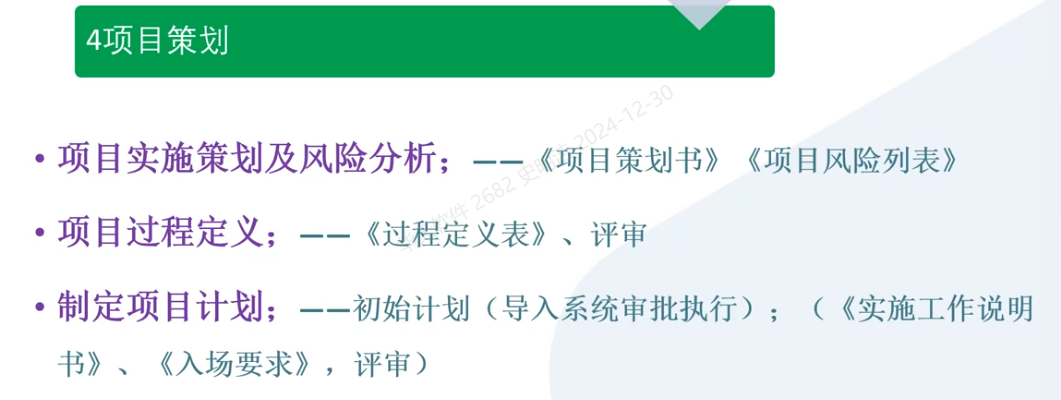 4项目策划
• 项目实施策划及风险分析；——《项目策划书》《项目风险列表》
• 项目过程定义；——《过程定义表》、评审
• 制定项目计划；——初始计划（导入系统审批执行）；（《实施工作说明
书》、《入场要求》，评审）
软件 2682 史 2024-12-30